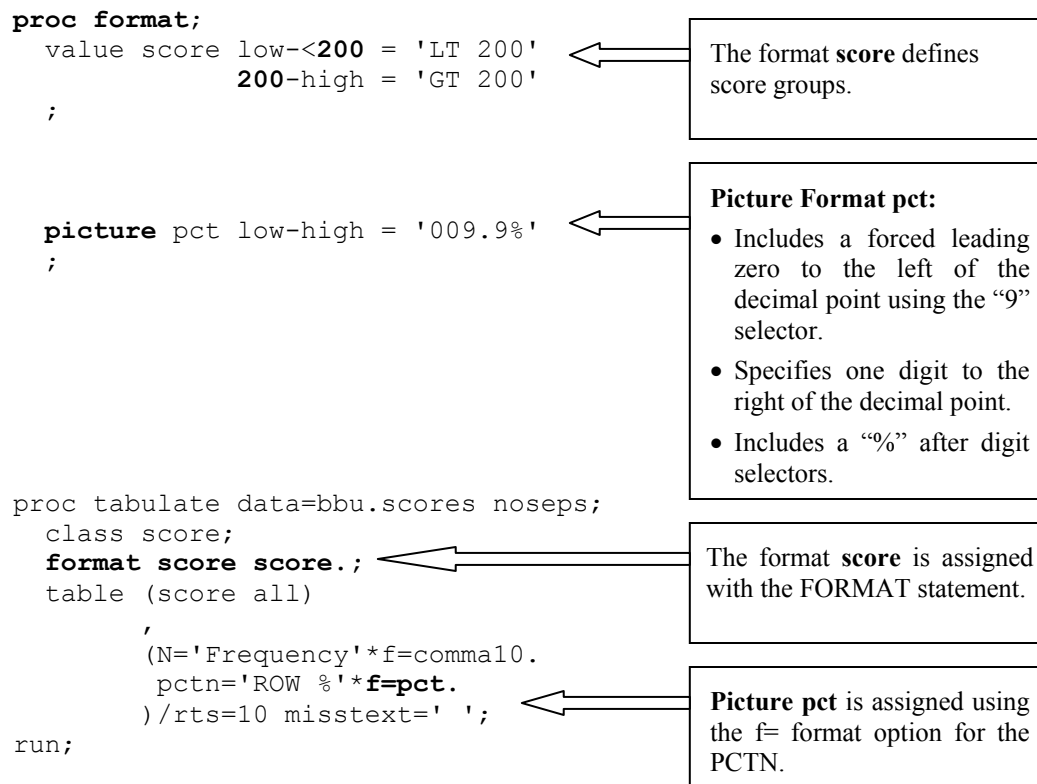 proc format;
value score low-<200 = 'LT 200'
200-high = 'GT 200'
;
The format score defines
score groups.
picture pct low-high = '009.9%'
;
Picture Format pct:
• Includes a forced leading
zero to the left of the
decimal point using the “9”
selector.
• Specifies one digit to the
right of the decimal point.
• Includes a “%” after digit
selectors.
proc tabulate data=bbu.scores noseps;
class score;
format score score.;
table (score all)
,
(N='Frequency'*f=comma10.
pctn='ROW %'*f=pct.
)/rts=10 misstext=' ';
run;
The format score is assigned
with the FORMAT statement.
Picture pct is assigned using
the f= format option for the
PCTN.